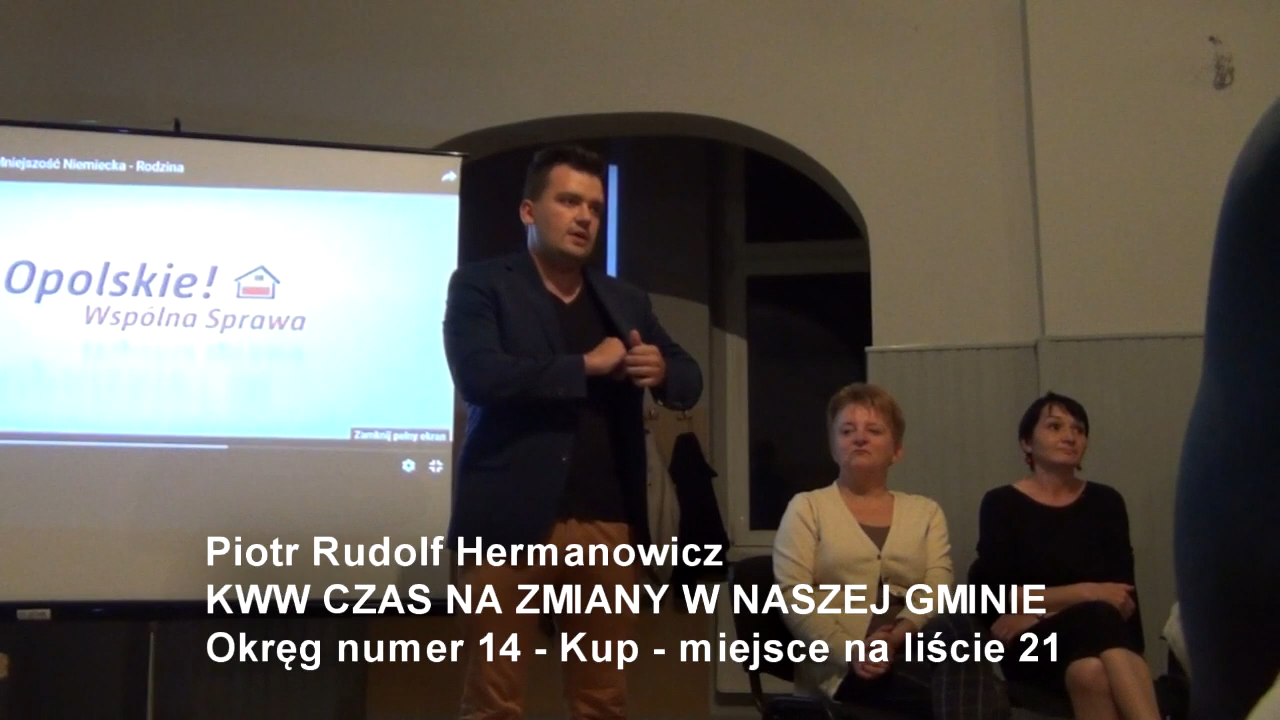 Mniejszość Niemiecka - Rodzina
Opolskie!
Wspólna Sprawa
Zamknij pełny ekran
Piotr Rudolf Hermanowicz
KWW CZAS NA ZMIANY W NASZEJ GMINIE
Okręg numer 14 - Kup - miejsce na liście 21